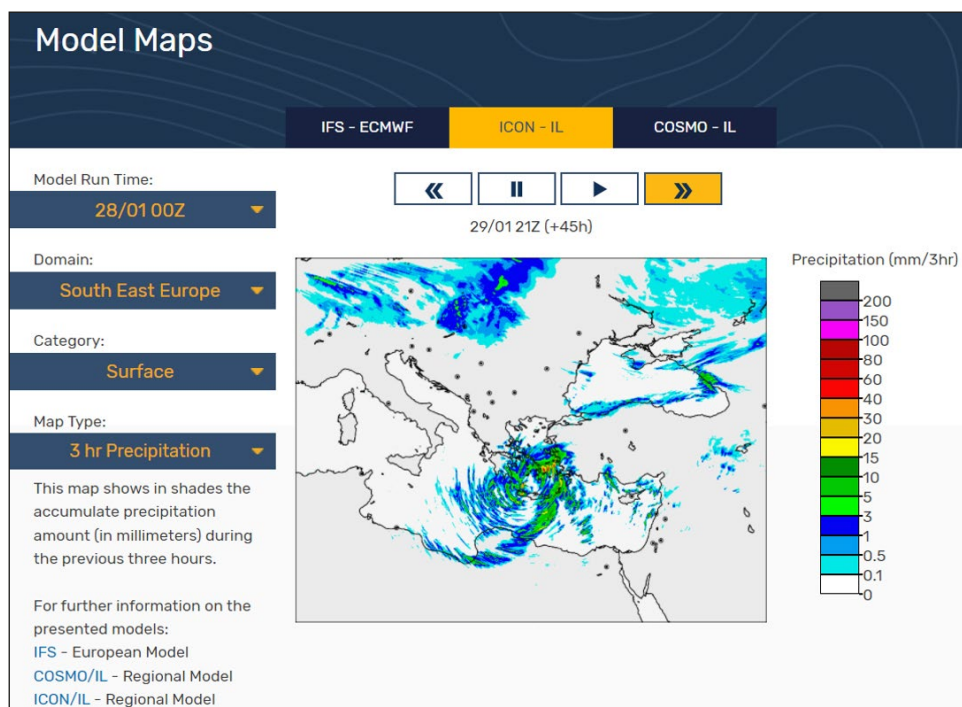 Model Maps
IFS - ECMWF
ICON - IL
COSMO - IL
Model Run Time:
28/01 00Z
29/01 21Z (+45h)
Domain:
South East Europe
Category:
Surface
Map Type:
3 hr Precipitation
This map shows in shades the
accumulate precipitation
amount (in millimeters) during
the previous three hours.
For further information on the
presented models:
IFS - European Model
COSMO/IL - Regional Model
ICON/IL - Regional Model
Precipitation (mm/3hr)
200
150
100
80
60
40
30
20
15
10
5
3
1
0.5
0.1
0